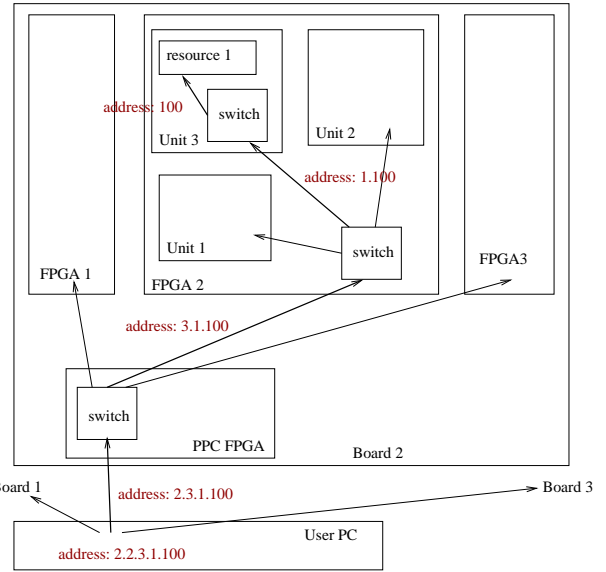 resource 1
address: 100
switch
Unit 3
Unit 2
address: 1.100
Unit 1
switch
FPGA 1
FPGA 2
FPGA3
address: 3.1.100
switch
PPC FPGA
Board 2
oard 1
address: 2.3.1.100
Board 3
User PC
address: 2.2.3.1.100